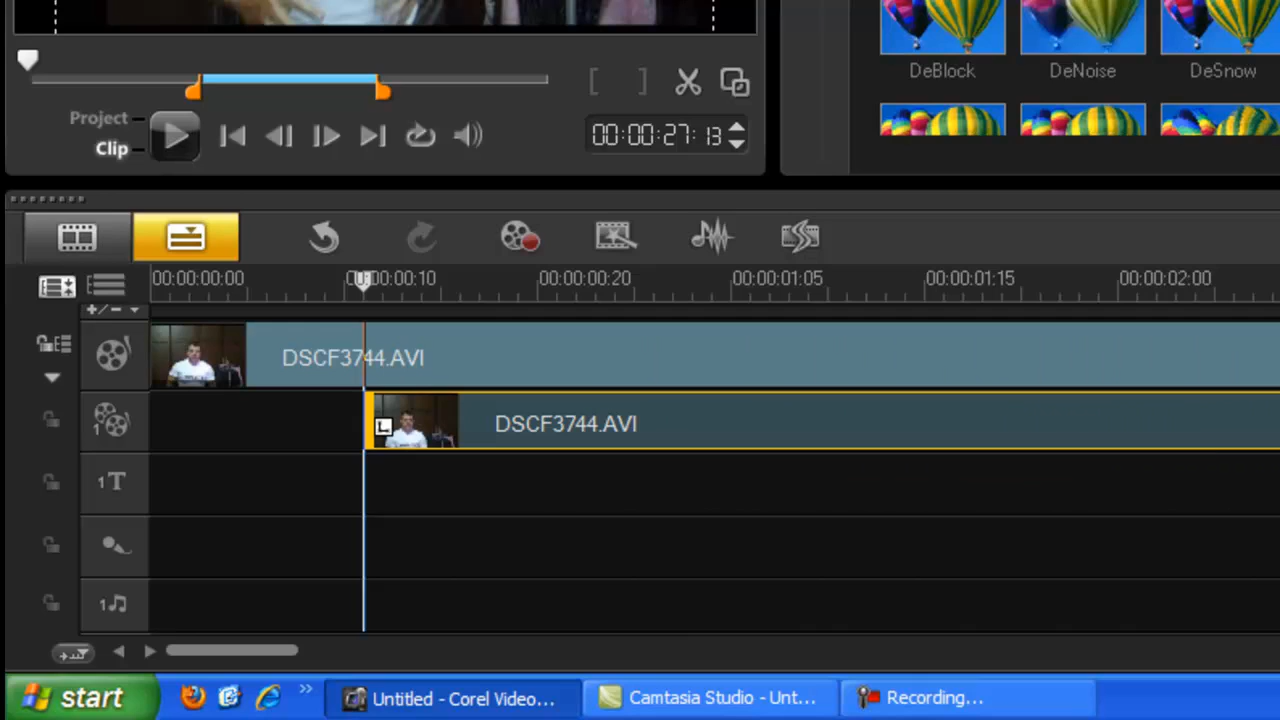 DeBlock
DeNoise
DeSnow
Project
Clip
[ ]
00:00:27:13
00:00:00:00
00:00:00:10
00:00:00:20
00:00:01:05
00:00:01:15
00:00:02:00
+/-
DSCF3744.AVI
1
DSCF3744.AVI
1T
1
start
»
Untitled - Corel Video...
Camtasia Studio - Unt...
Recording...